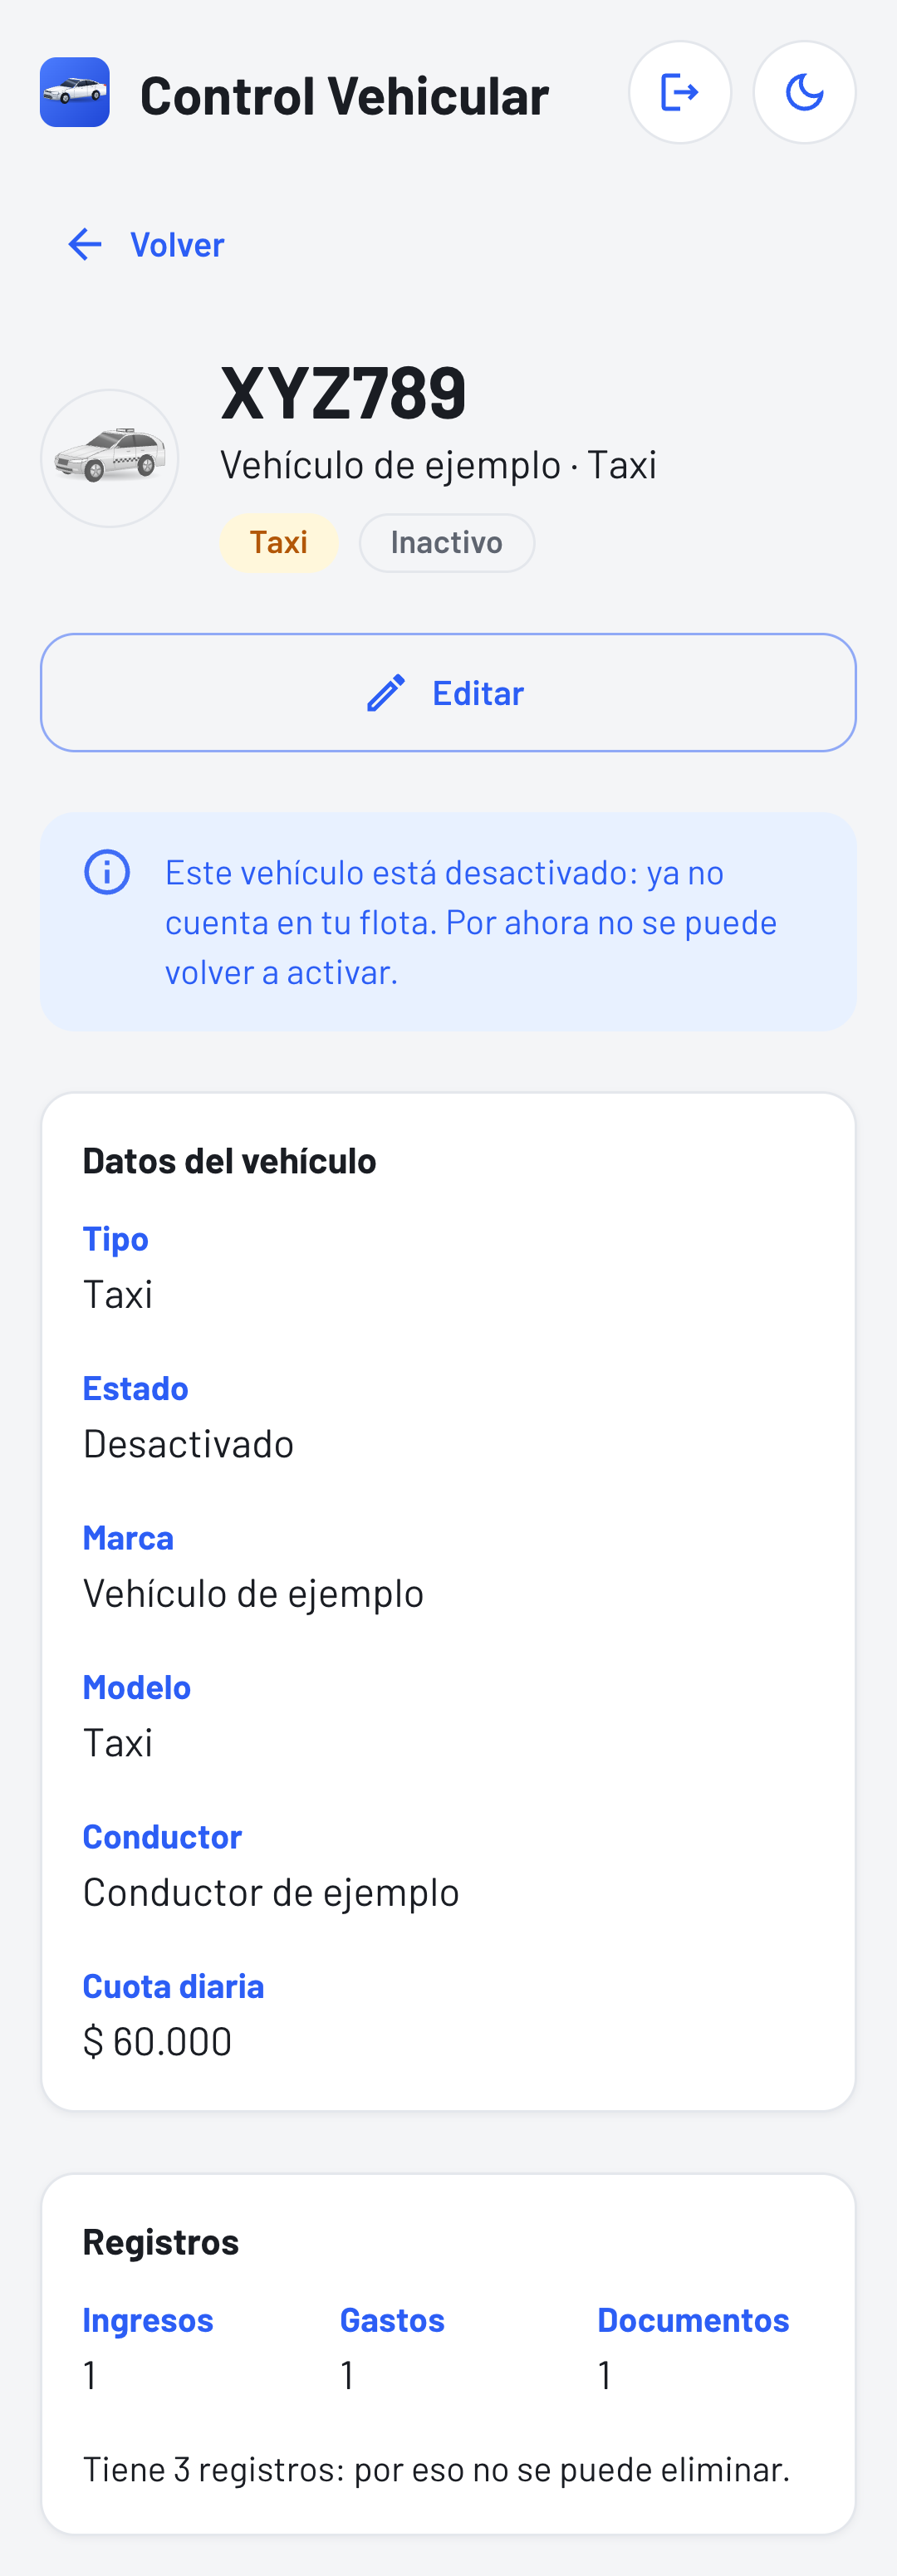 Control Vehicular
Volver
XYZ789
Vehículo de ejemplo · Taxi
Taxi
Inactivo
Editar
Este vehículo está desactivado: ya no
cuenta en tu flota. Por ahora no se puede
volver a activar.
Datos del vehículo
Tipo
Taxi
Estado
Desactivado
Marca
Vehículo de ejemplo
Modelo
Taxi
Conductor
Conductor de ejemplo
Cuota diaria
$ 60.000
Registros
Ingresos Gastos Documentos
1 1 1
Tiene 3 registros: por eso no se puede eliminar.